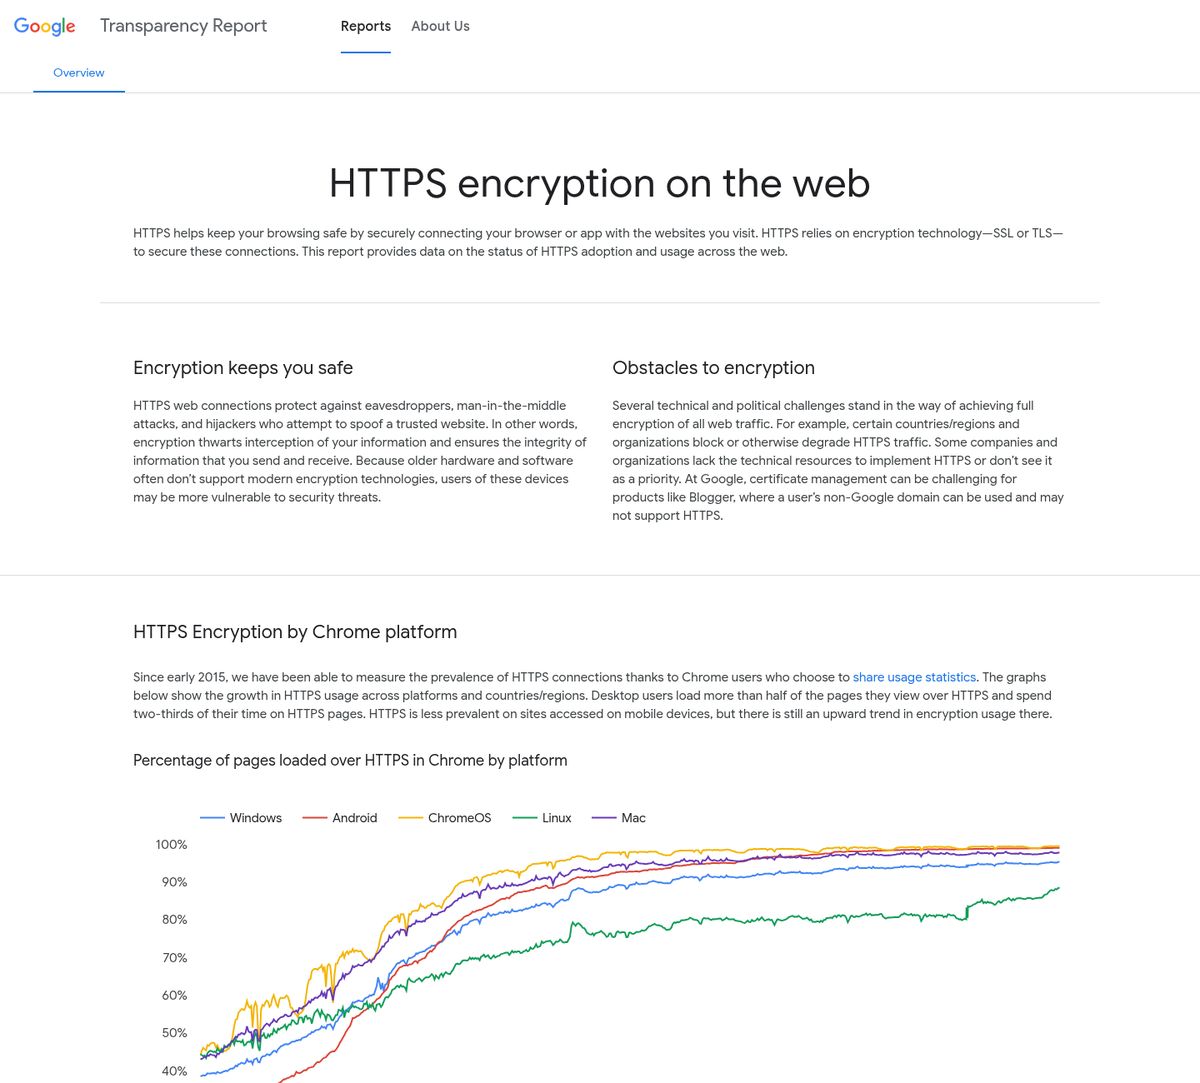 Google Transparency Report Reports About Us
Overview
HTTPS encryption on the web
HTTPS helps keep your browsing safe by securely connecting your browser or app with the websites you visit. HTTPS relies on encryption technology—SSL or TLS—
to secure these connections. This report provides data on the status of HTTPS adoption and usage across the web.
Encryption keeps you safe
HTTPS web connections protect against eavesdroppers, man-in-the-middle
attacks, and hijackers who attempt to spoof a trusted website. In other words,
encryption thwarts interception of your information and ensures the integrity of
information that you send and receive. Because older hardware and software
often don't support modern encryption technologies, users of these devices
may be more vulnerable to security threats.
Obstacles to encryption
Several technical and political challenges stand in the way of achieving full
encryption of all web traffic. For example, certain countries/regions and
organizations block or otherwise degrade HTTPS traffic. Some companies and
organizations lack the technical resources to implement HTTPS or don't see it
as a priority. At Google, certificate management can be challenging for
products like Blogger, where a user's non-Google domain can be used and may
not support HTTPS.
HTTPS Encryption by Chrome platform
Since early 2015, we have been able to measure the prevalence of HTTPS connections thanks to Chrome users who choose to share usage statistics. The graphs
below show the growth in HTTPS usage across platforms and countries/regions. Desktop users load more than half of the pages they view over HTTPS and spend
two-thirds of their time on HTTPS pages. HTTPS is less prevalent on sites accessed on mobile devices, but there is still an upward trend in encryption usage there.
Percentage of pages loaded over HTTPS in Chrome by platform
Windows Android ChromeOS Linux Mac
100%
90%
80%
70%
60%
50%
40%